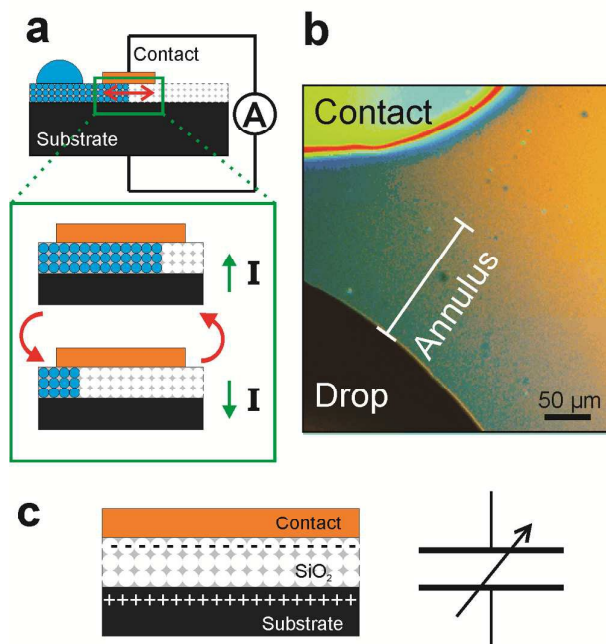 a
Contact
A
Substrate
I
I
b
Contact
Annulus
Drop
50 µm
c
Contact
SiO₂
Substrate